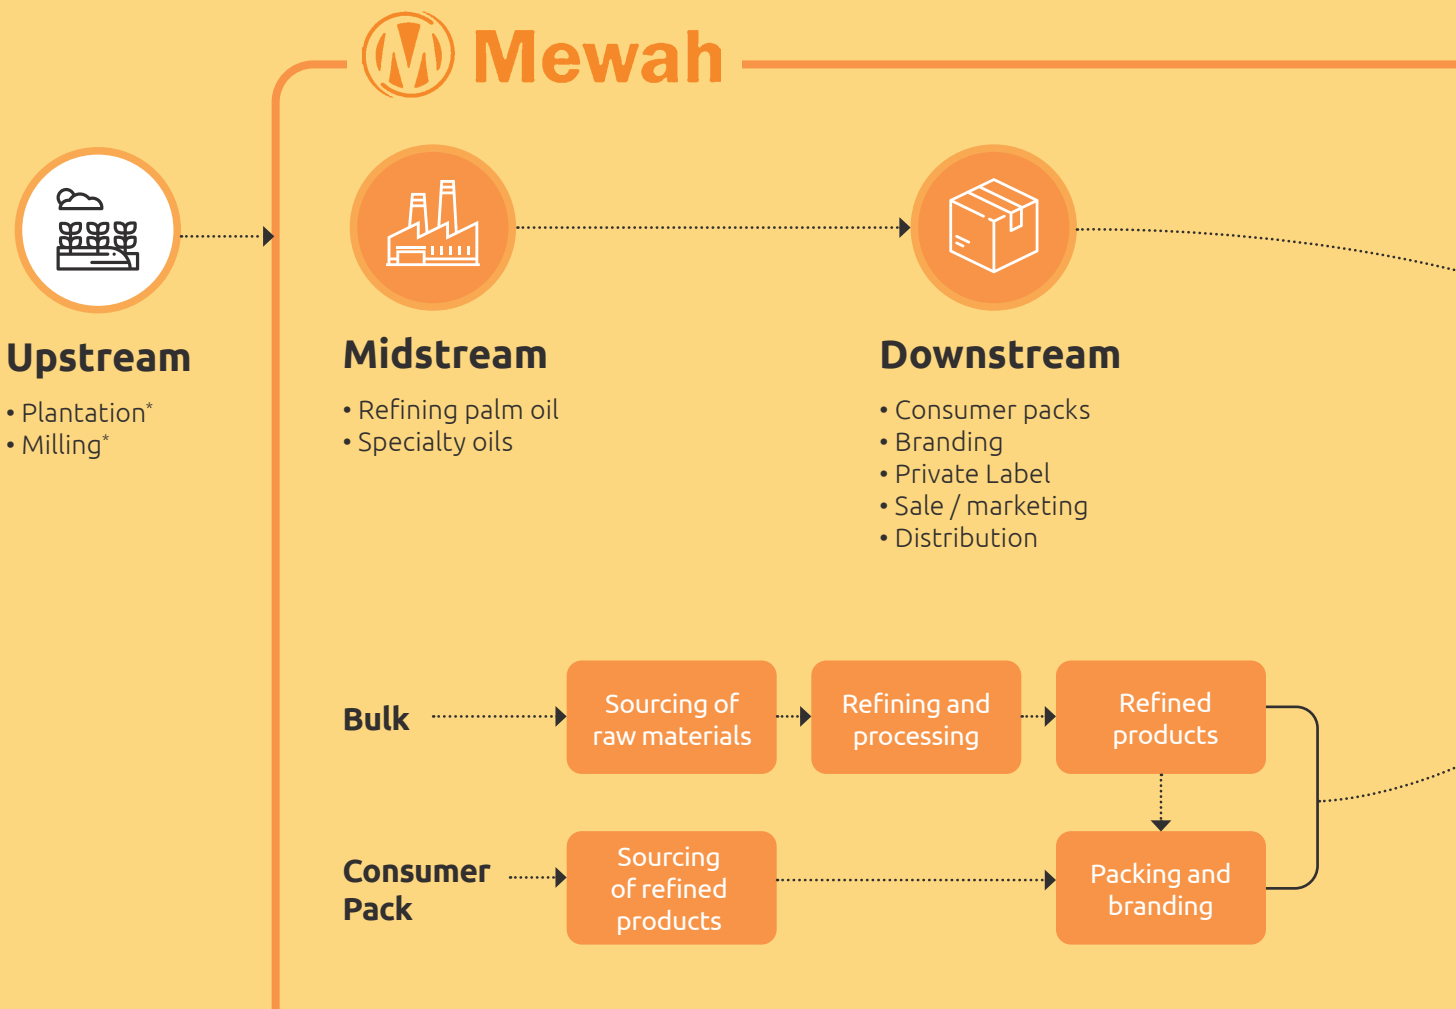 Mewah
Upstream
• Plantation*
• Milling*
Midstream
• Refining palm oil
• Specialty oils
Downstream
• Consumer packs
• Branding
• Private Label
• Sale / marketing
• Distribution
Bulk
Sourcing of
raw materials
Refining and
processing
Refined
products
Consumer
Pack
Sourcing
of refined
products
Packing and
branding